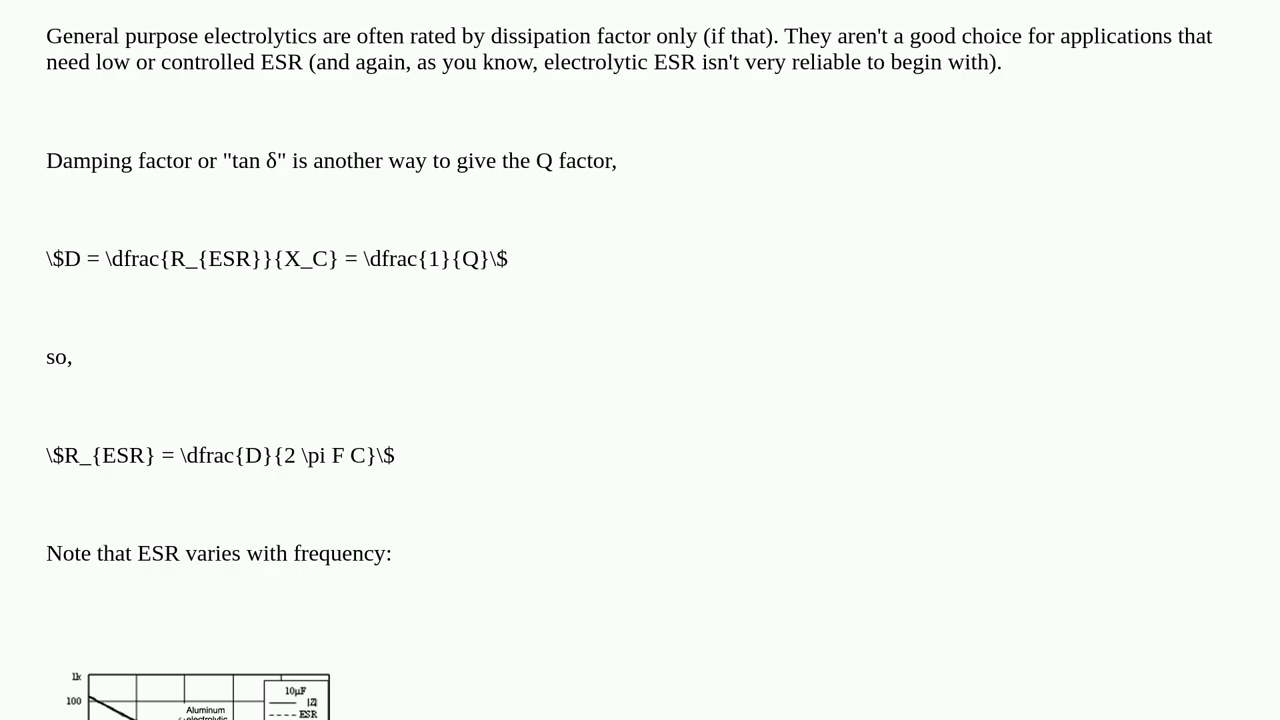 General purpose electrolytics are often rated by dissipation factor only (if that). They aren't a good choice for applications that
need low or controlled ESR (and again, as you know, electrolytic ESR isn't very reliable to begin with).
Damping factor or "tan δ" is another way to give the Q factor,
\$D = \dfrac{R_{ESR}}{X_C} = \dfrac{1}{Q}\$
so,
\$R_{ESR} = \dfrac{D}{2 \pi F C}\$
Note that ESR varies with frequency:
1k
10μF
100
|Z|
Aluminum
electrolytic
ESR